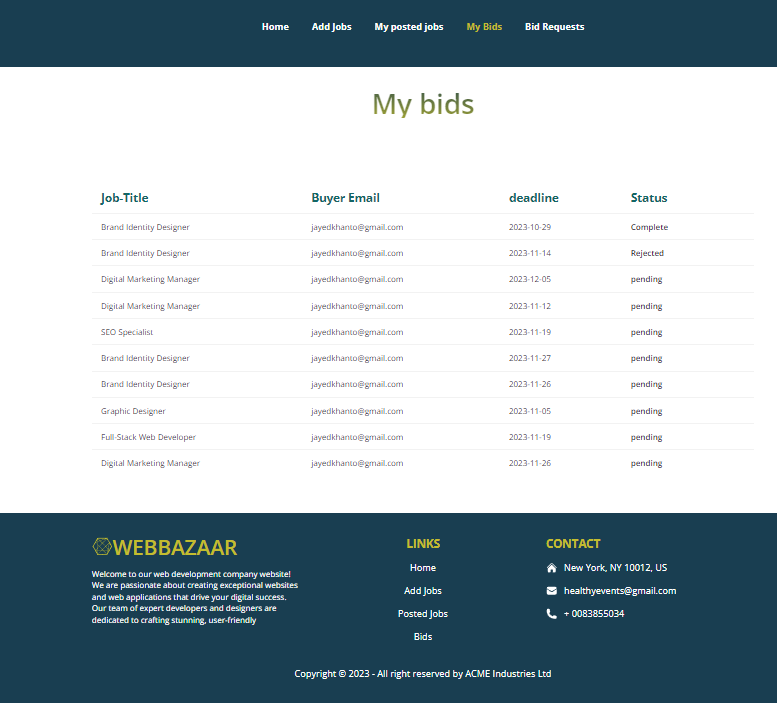 Home Add Jobs My posted jobs My Bids Bid Requests
My bids
Job-Title Buyer Email deadline Status
Brand Identity Designer jayedkhanto@gmail.com 2023-10-29 Complete
Brand Identity Designer jayedkhanto@gmail.com 2023-11-14 Rejected
Digital Marketing Manager jayedkhanto@gmail.com 2023-12-05 pending
Digital Marketing Manager jayedkhanto@gmail.com 2023-11-12 pending
SEO Specialist jayedkhanto@gmail.com 2023-11-19 pending
Brand Identity Designer jayedkhanto@gmail.com 2023-11-27 pending
Brand Identity Designer jayedkhanto@gmail.com 2023-11-26 pending
Graphic Designer jayedkhanto@gmail.com 2023-11-05 pending
Full-Stack Web Developer jayedkhanto@gmail.com 2023-11-19 pending
Digital Marketing Manager jayedkhanto@gmail.com 2023-11-26 pending
WEBBAZAAR
Welcome to our web development company website!
We are passionate about creating exceptional websites
and web applications that drive your digital success.
Our team of expert developers and designers are
dedicated to crafting stunning, user-friendly
LINKS
Home
Add Jobs
Posted Jobs
Bids
CONTACT
New York, NY 10012, US
healthyevents@gmail.com
+ 0083855034
Copyright © 2023 - All right reserved by ACME Industries Ltd